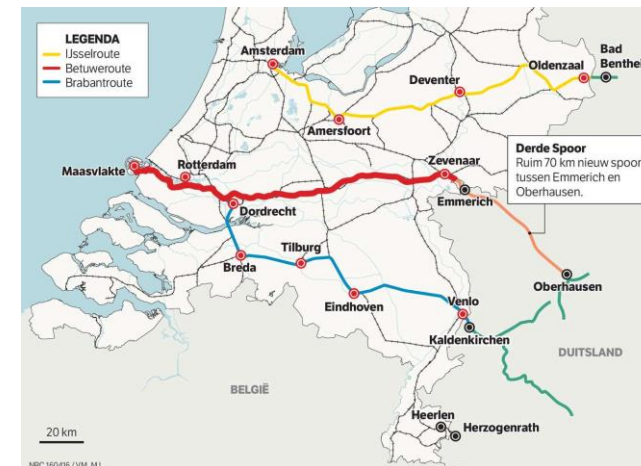 LEGENDA
IJsselroute
Betuweroute
Brabantroute
Amsterdam
Oldenzaal
Bad
Deventer
Amersfoort
Derde Spoor
Ruim 70 km nieuw spoor
tussen Emmerich en
Oberhausen.
Zevenaar
Rotterdam
Maasvlakte
Emmerich
Dordrecht
Tilburg
Breda
Oberhausen
Eindhoven
Venlo
Kaldenkirchen
DUITSLAND
BELGIË
Heerlen
Herzogenrath
20 km